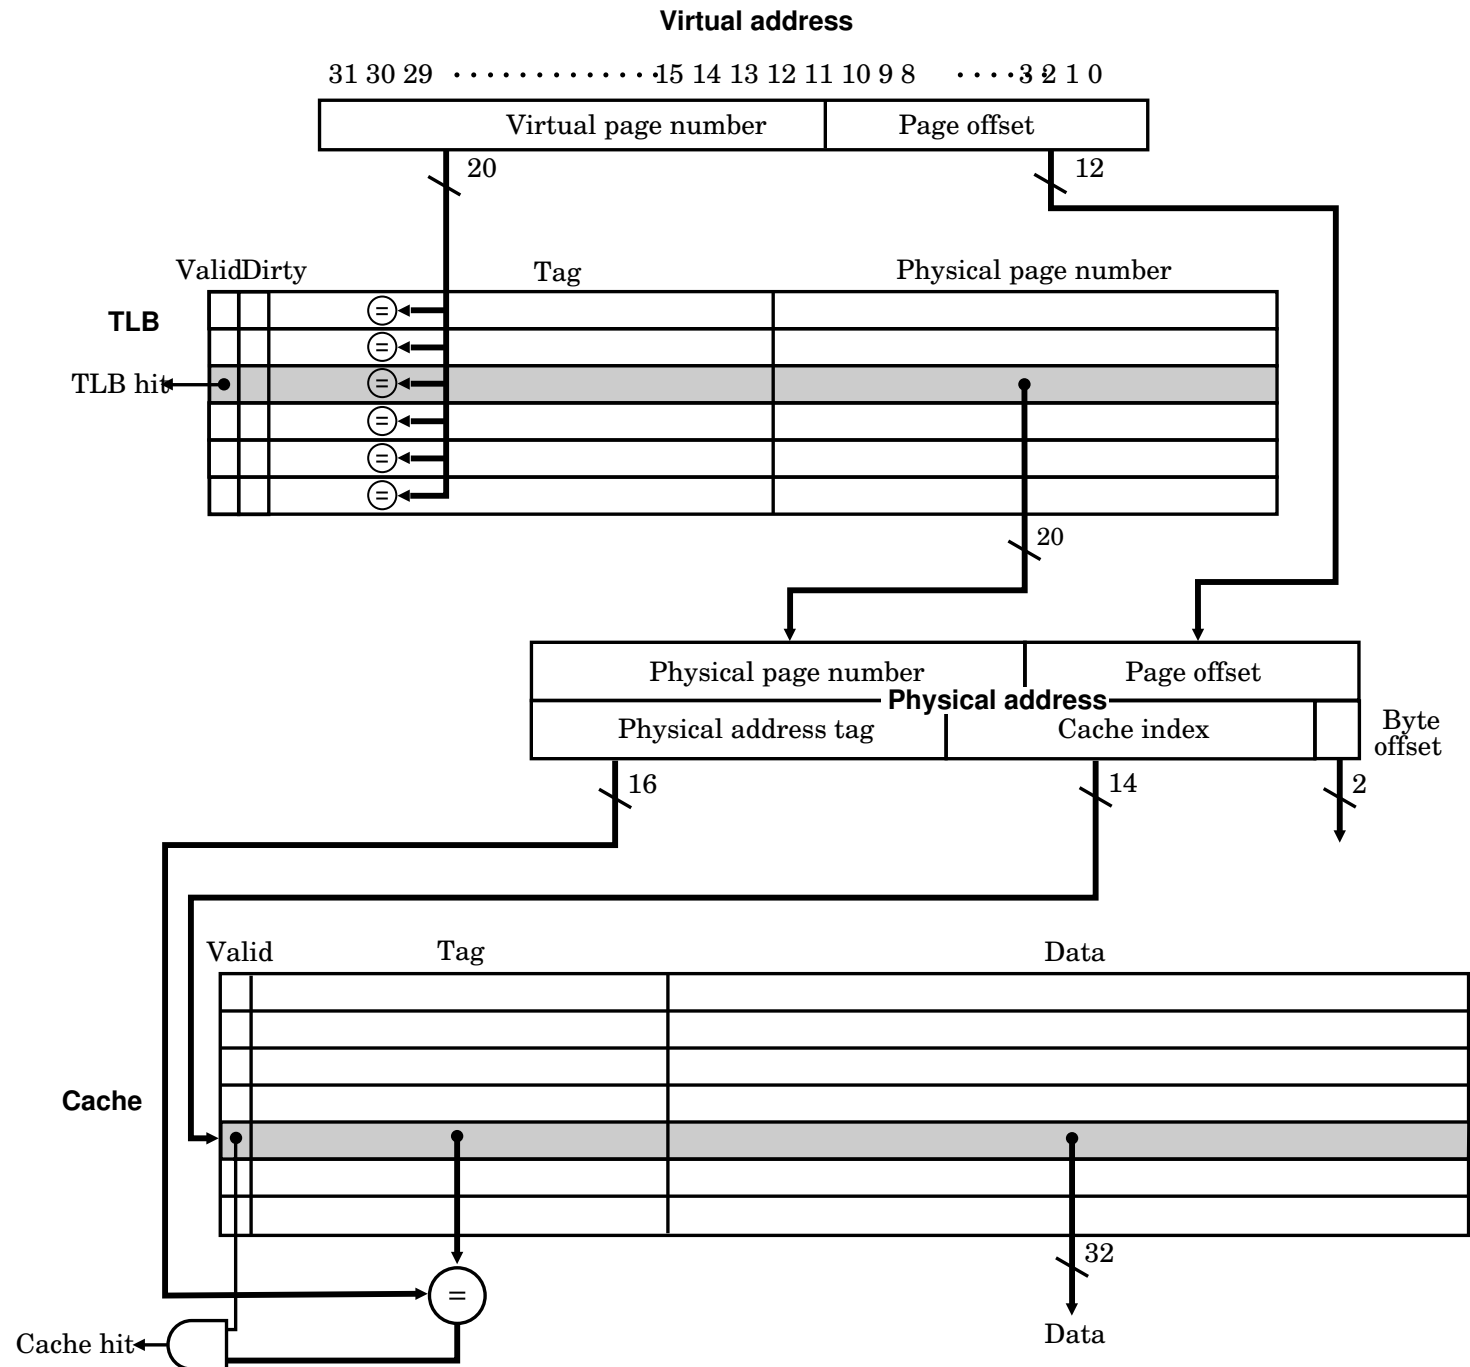 Virtual address
31 30 29 · · · · · · · · · · · · · 15 14 13 12 11 10 9 8 · · · · · 3 2 1 0
Virtual page number Page offset
20 12
Valid Dirty Tag Physical page number
TLB
=
=
TLB hit =
=
=
=
20
Physical page number Page offset
Physical address
Physical address tag Cache index Byte
offset
16 14 2
Valid Tag Data
Cache
32
=
Cache hit
Data